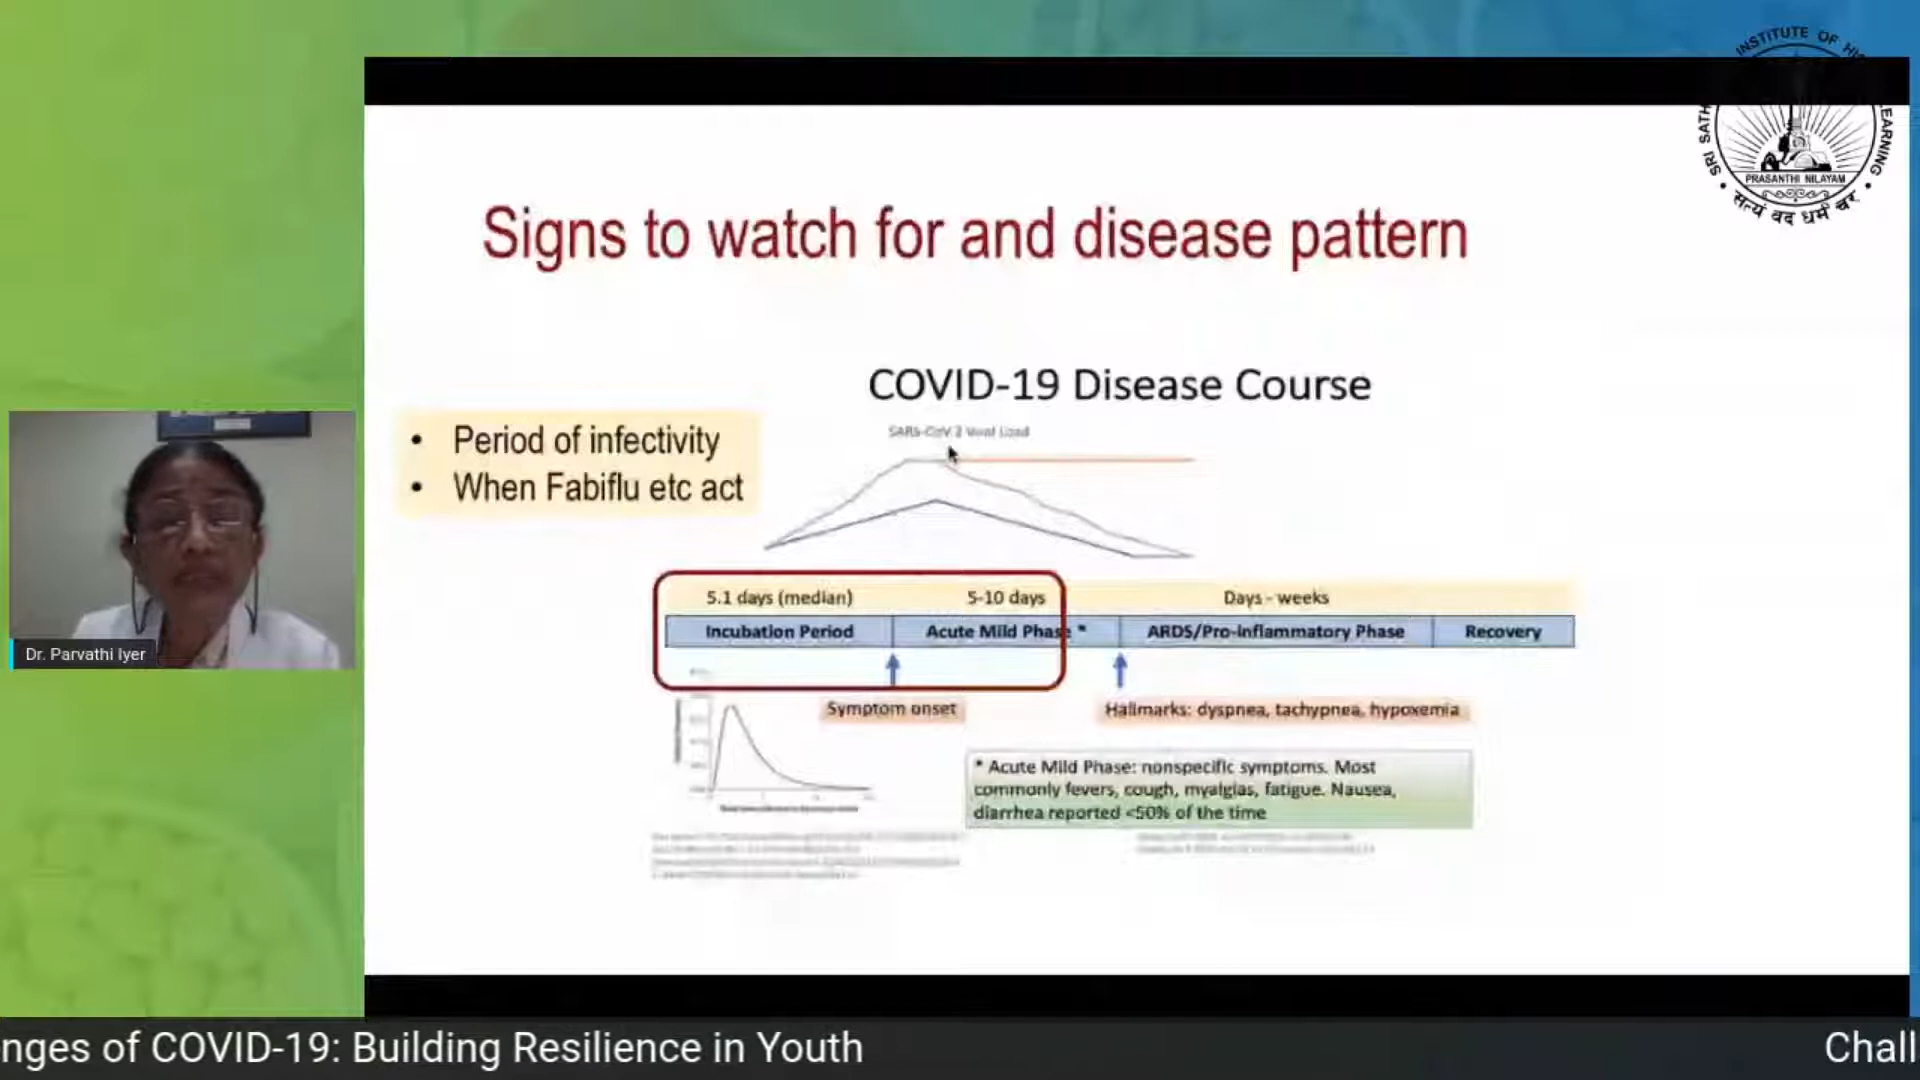 INSTITUTE OF
SRI SATH
EARNING
PRASANTHI NILAYAM
सत्यं वद धर्मं चर
Signs to watch for and disease pattern
COVID-19 Disease Course
SARS-CoV-2 Viral Load
• Period of infectivity
• When Fabiflu etc act
5.1 days (median)
5-10 days
Days - weeks
Incubation Period
Acute Mild Phase *
ARDS/Pro-inflammatory Phase
Recovery
Symptom onset
Hallmarks: dyspnea, tachypnea, hypoxemia
* Acute Mild Phase: nonspecific symptoms. Most
commonly fevers, cough, myalgias, fatigue. Nausea,
diarrhea reported <50% of the time
Dr. Parvathi Iyer
nges of COVID-19: Building Resilience in Youth
Chall